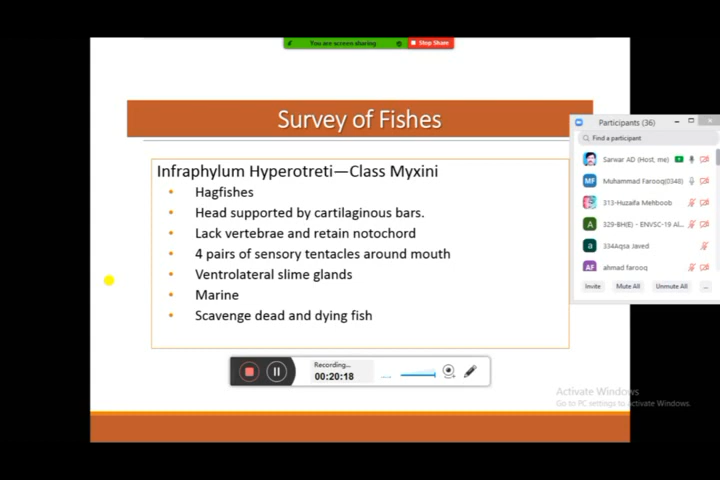 You are screen sharing
Stop Share
Survey of Fishes
Infraphylum Hyperotreti—Class Myxini
• Hagfishes
• Head supported by cartilaginous bars.
• Lack vertebrae and retain notochord
• 4 pairs of sensory tentacles around mouth
• Ventrolateral slime glands
• Marine
• Scavenge dead and dying fish
Participants (36)
Find a participant
Sarwar AD (Host, me)
MF Muhammad Farooq(0348)
313-Huzaifa Mehboob
A 329-BH(E) - ENVSC-19 Al...
a 334Aqsa Javed
AF ahmad farooq
Invite Mute All Unmute All ...
Recording...
00:20:18
Activate Windows
Go to PC settings to Activate Windows.